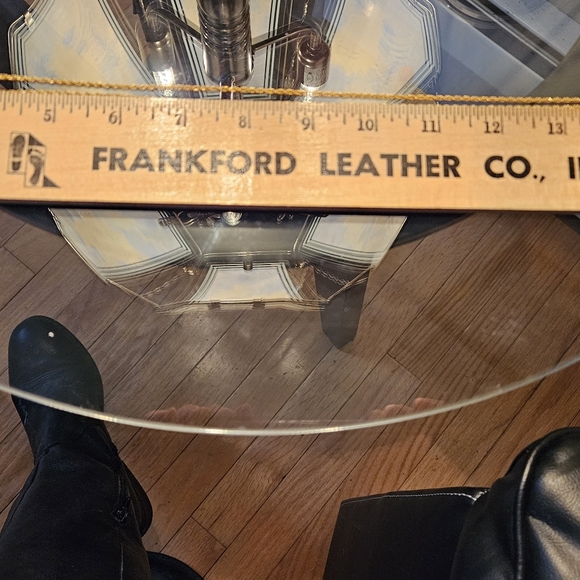 5 6 7 8 9 10 11 12 13
FRANKFORD LEATHER CO., I